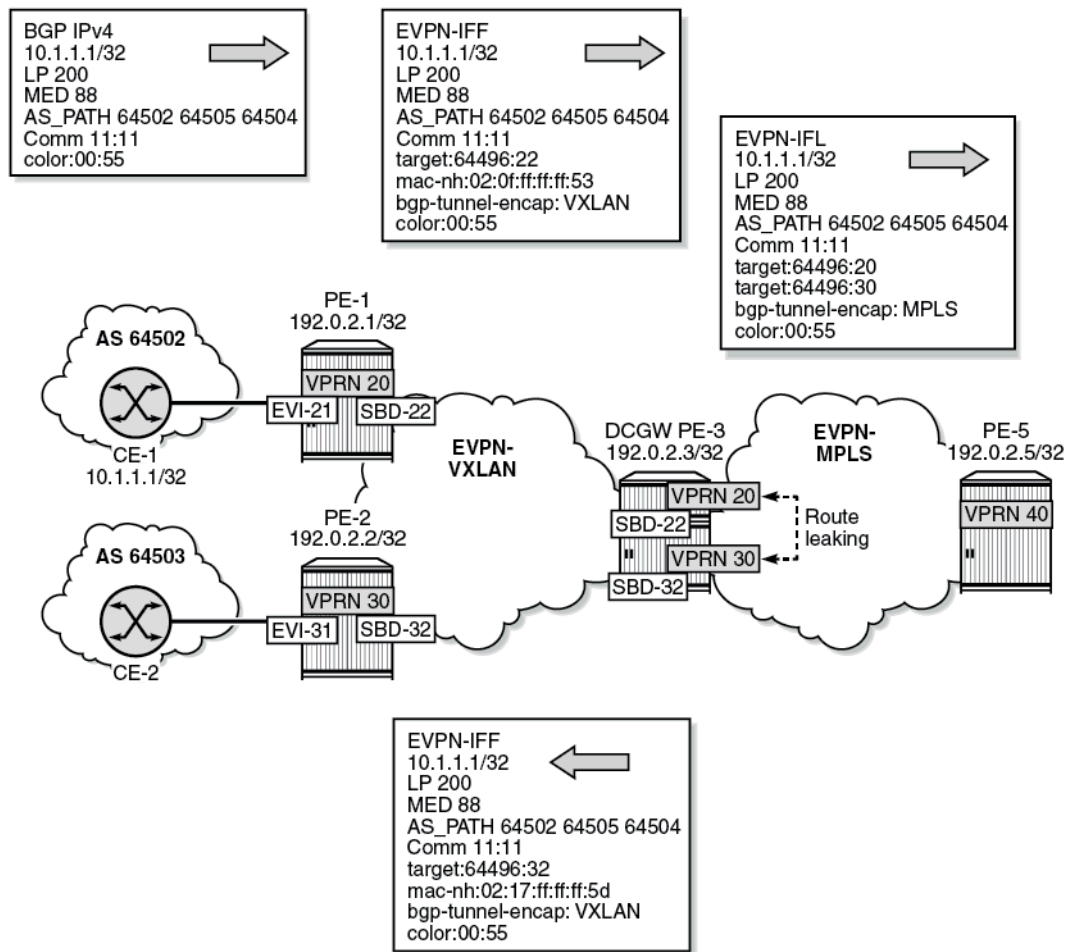 BGP IPv4
10.1.1.1/32
LP 200
MED 88
AS_PATH 64502 64505 64504
Comm 11:11
color:00:55
EVPN-IFF
10.1.1.1/32
LP 200
MED 88
AS_PATH 64502 64505 64504
Comm 11:11
target:64496:22
mac-nh:02:0f:ff:ff:ff:53
bgp-tunnel-encap: VXLAN
color:00:55
EVPN-IFL
10.1.1.1/32
LP 200
MED 88
AS_PATH 64502 64505 64504
Comm 11:11
target:64496:20
target:64496:30
bgp-tunnel-encap: MPLS
color:00:55
AS 64502
CE-1
10.1.1.1/32
PE-1
192.0.2.1/32
VPRN 20
EVI-21
SBD-22
EVPN-
VXLAN
DCGW PE-3
192.0.2.3/32
VPRN 20
SBD-22
VPRN 30
SBD-32
Route
leaking
EVPN-
MPLS
PE-5
192.0.2.5/32
VPRN 40
AS 64503
CE-2
PE-2
192.0.2.2/32
VPRN 30
EVI-31
SBD-32
EVPN-IFF
10.1.1.1/32
LP 200
MED 88
AS_PATH 64502 64505 64504
Comm 11:11
target:64496:32
mac-nh:02:17:ff:ff:ff:5d
bgp-tunnel-encap: VXLAN
color:00:55